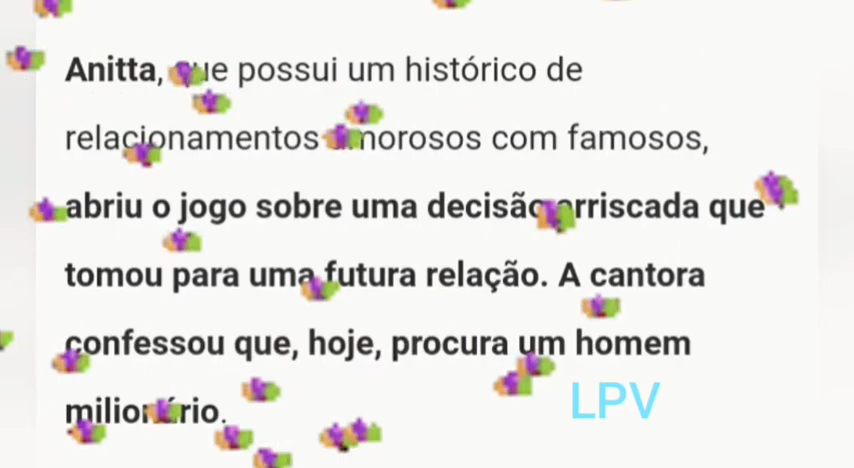 Anitta, que possui um histórico de
relacionamentos amorosos com famosos,
abriu o jogo sobre uma decisão arriscada que
tomou para uma futura relação. A cantora
confessou que, hoje, procura um homem
milionário.
LPV